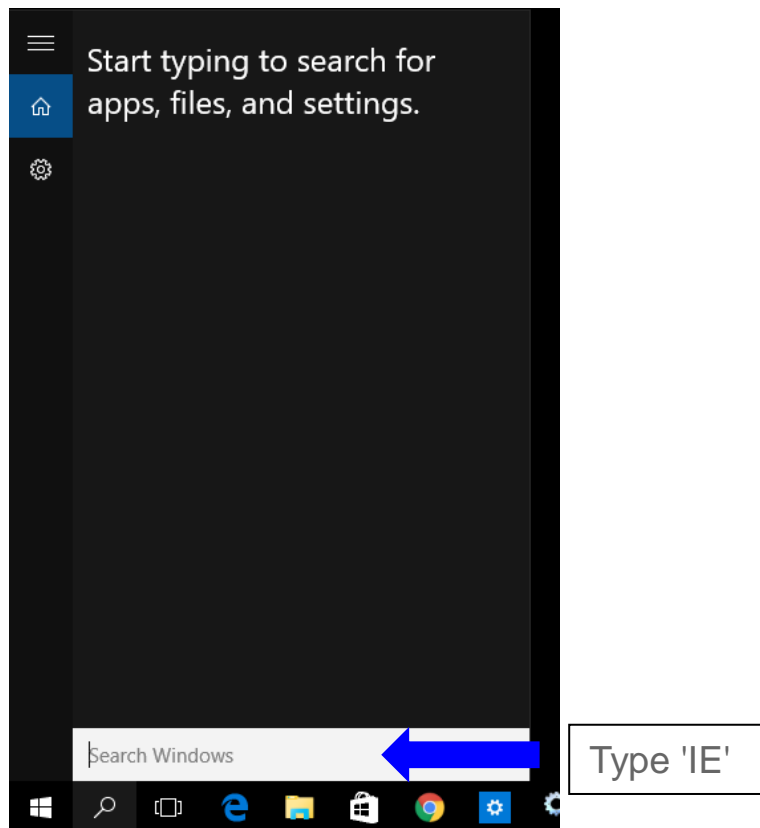 Start typing to search for
apps, files, and settings.
Search Windows
Type 'IE'